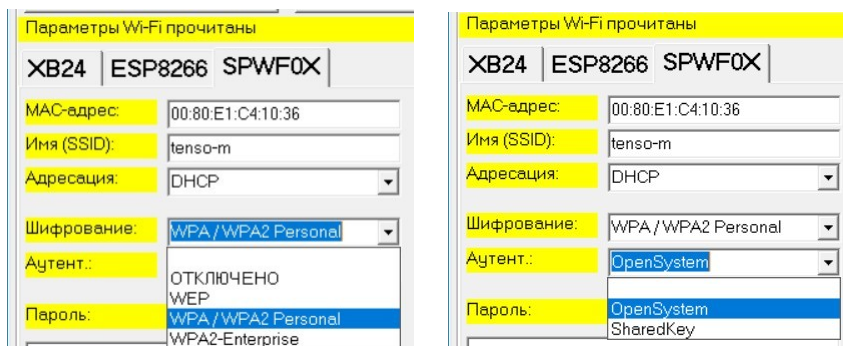 Параметры Wi-Fi прочитаны
XB24 ESP8266 SPWF0X
MAC-адрес: 00:80:E1:C4:10:36
Имя (SSID): tenso-m
Адресация: DHCP
Шифрование: WPA / WPA2 Personal
Аутент.:
ОТКЛЮЧЕНО
WEP
Пароль: WPA / WPA2 Personal
WPA2-Enterprise
Параметры Wi-Fi прочитаны
XB24 ESP8266 SPWF0X
MAC-адрес: 00:80:E1:C4:10:36
Имя (SSID): tenso-m
Адресация: DHCP
Шифрование: WPA / WPA2 Personal
Аутент.: OpenSystem
Пароль: OpenSystem
SharedKey